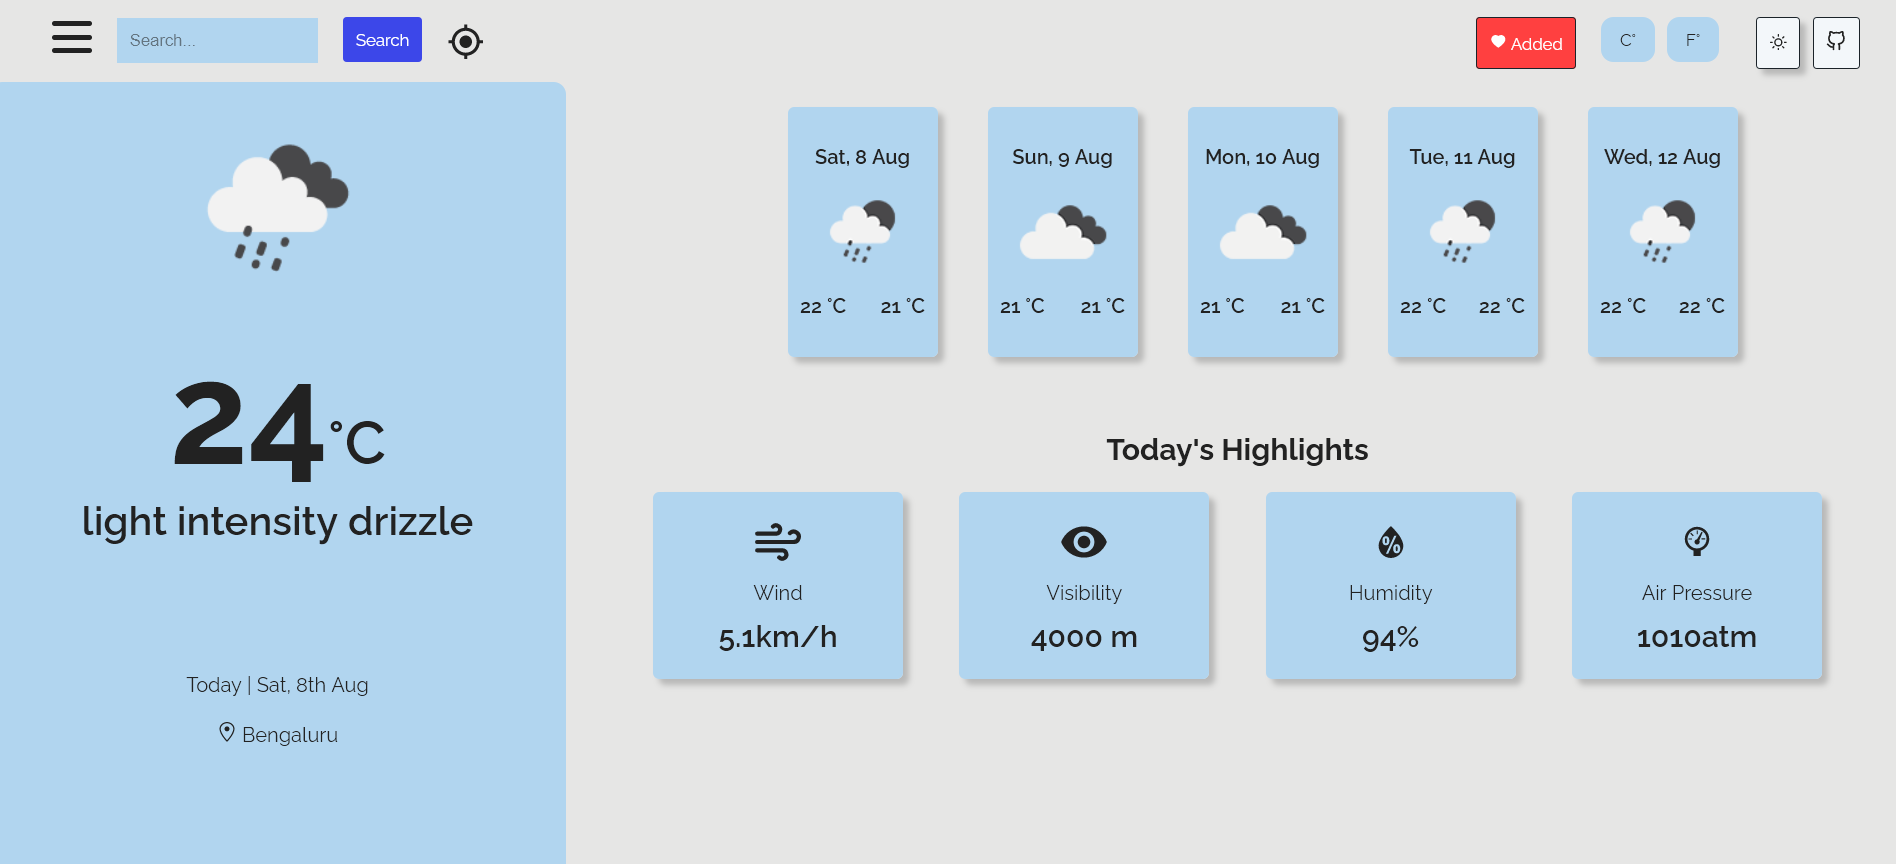 Search...
Search
Added
C°
F°
24°C
light intensity drizzle
Today | Sat, 8th Aug
Bengaluru
Sat, 8 Aug
22 °C 21 °C
Sun, 9 Aug
21 °C 21 °C
Mon, 10 Aug
21 °C 21 °C
Tue, 11 Aug
22 °C 22 °C
Wed, 12 Aug
22 °C 22 °C
Today's Highlights
Wind
5.1km/h
Visibility
4000 m
%
Humidity
94%
Air Pressure
1010atm